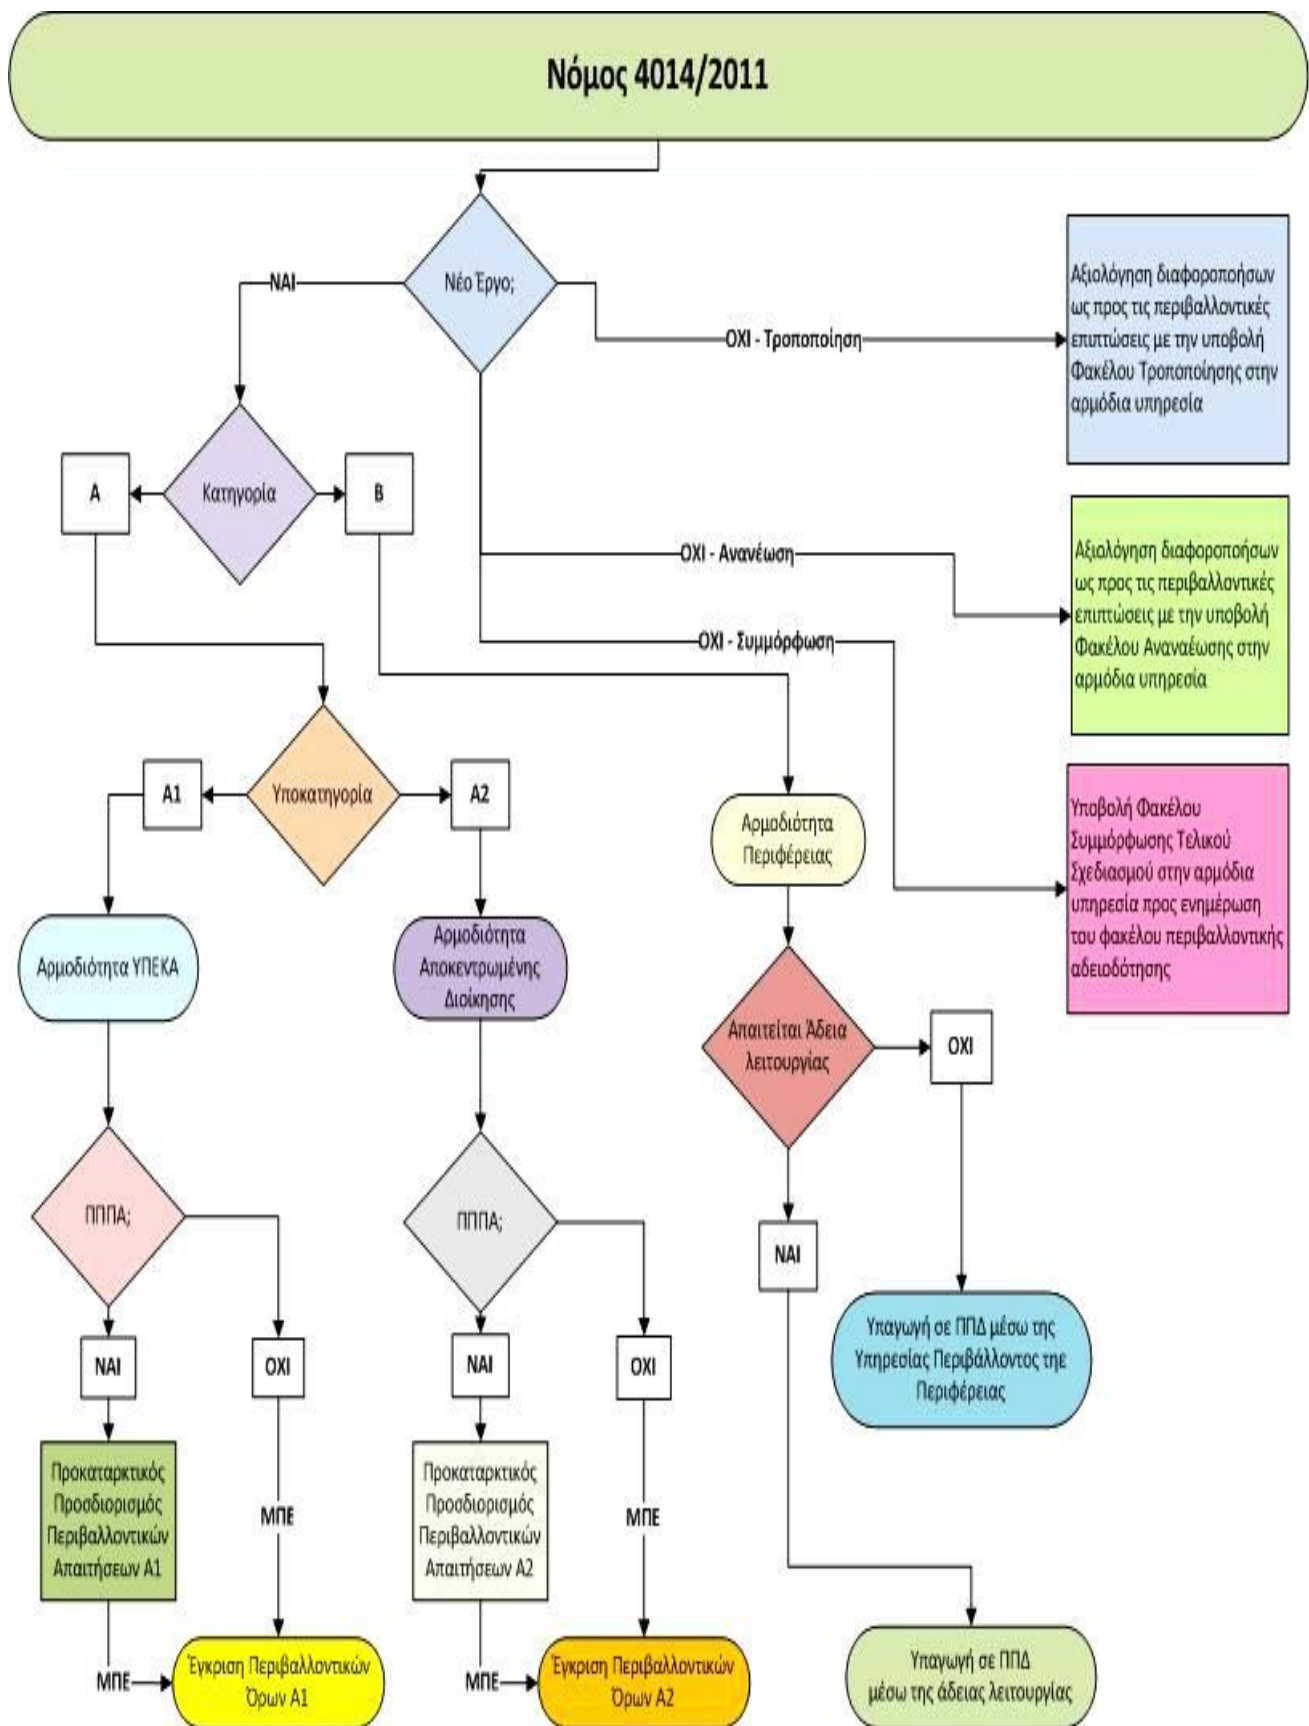 Νόμος 4014/2011
Νέο Έργο;
ΝΑΙ
ΟΧΙ - Τροποποίηση
Αξιολόγηση διαφοροποήσων
ως προς τις περιβαλλοντικές
επιπτώσεις με την υποβολή
Φακέλου Τροποποίησης στην
αρμόδια υπηρεσία
Α
Κατηγορία
Β
ΟΧΙ - Ανανέωση
Αξιολόγηση διαφοροποήσων
ως προς τις περιβαλλοντικές
επιπτώσεις με την υποβολή
Φακέλου Αναναέωσης στην
αρμόδια υπηρεσία
ΟΧΙ - Συμμόρφωση
Υποβολή Φακέλου
Συμμόρφωσης Τελικού
Σχεδιασμού στην αρμόδια
υπηρεσία προς ενημέρωση
του φακέλου περιβαλλοντικής
αδειοδότησης
Α1
Υποκατηγορία
Α2
Αρμοδιότητα
Περιφέρειας
Αρμοδιότητα ΥΠΕΚΑ
Αρμοδιότητα
Αποκεντρωμένης
Διοίκησης
Απαιτείται Άδεια
λειτουργίας
ΟΧΙ
ΠΠΠΑ;
ΠΠΠΑ;
ΝΑΙ
Υπαγωγή σε ΠΠΔ μέσω της
Υπηρεσίας Περιβάλλοντος τηε
Περιφέρειας
ΝΑΙ
ΟΧΙ
ΝΑΙ
ΟΧΙ
Προκαταρκτικός
Προσδιορισμός
Περιβαλλοντικών
Απαιτήσεων Α1
ΜΠΕ
Προκαταρκτικός
Προσδιορισμός
Περιβαλλοντικών
Απαιτήσεων Α2
ΜΠΕ
ΜΠΕ
Έγκριση Περιβαλλοντικών
Όρων Α1
ΜΠΕ
Έγκριση Περιβαλλοντικών
Όρων Α2
Υπαγωγή σε ΠΠΔ
μέσω της άδειας λειτουργίας